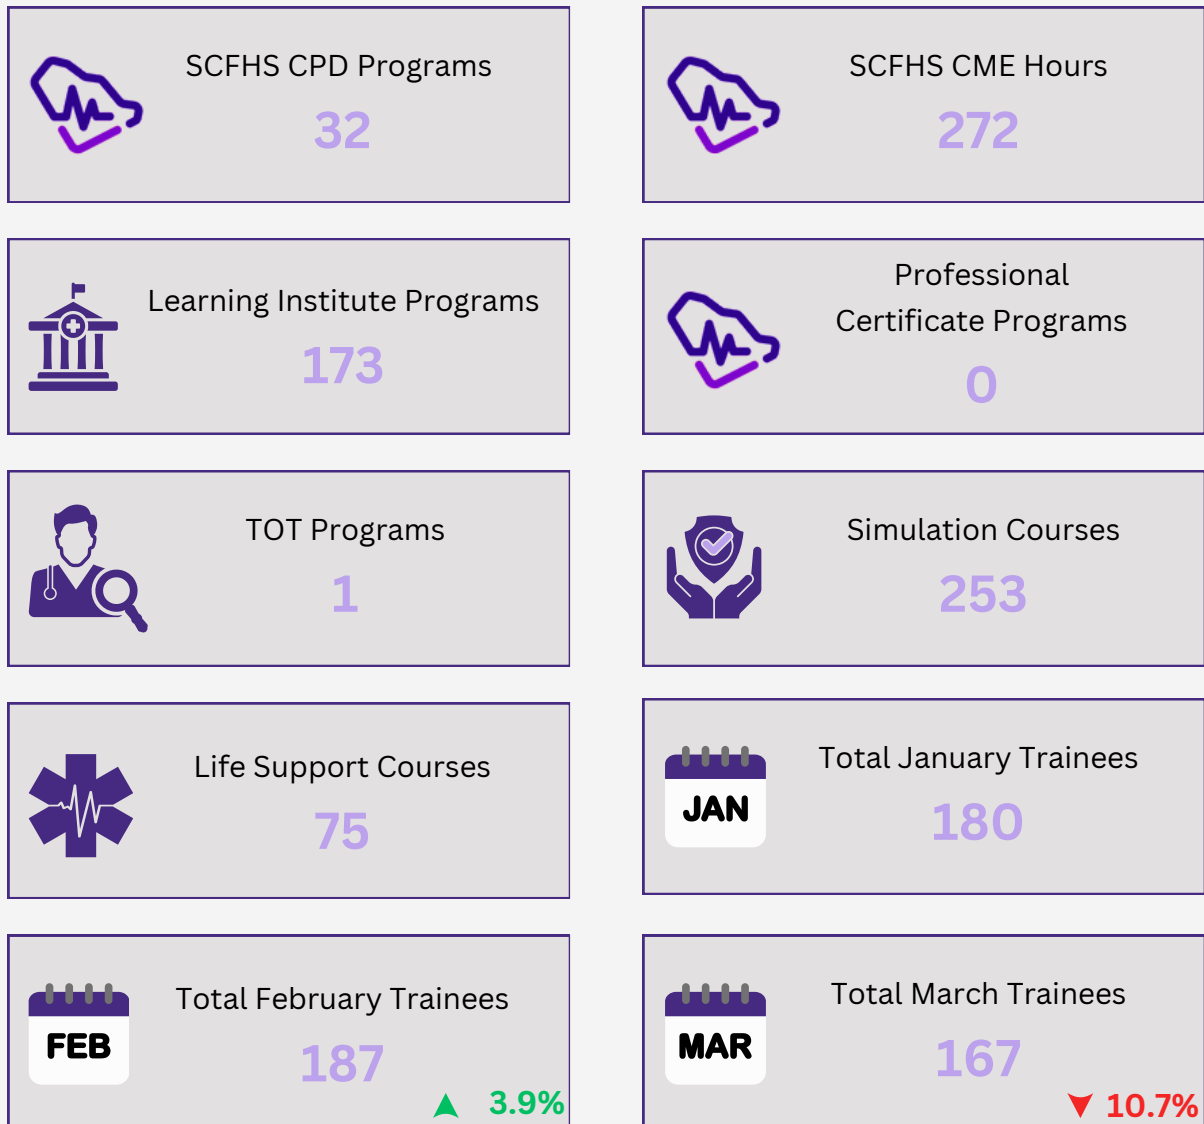 SCFHS CPD Programs
32
SCFHS CME Hours
272
Learning Institute Programs
173
Professional
Certificate Programs
0
TOT Programs
1
Simulation Courses
253
Life Support Courses
75
JAN
Total January Trainees
180
FEB
Total February Trainees
187
3.9%
MAR
Total March Trainees
167
10.7%